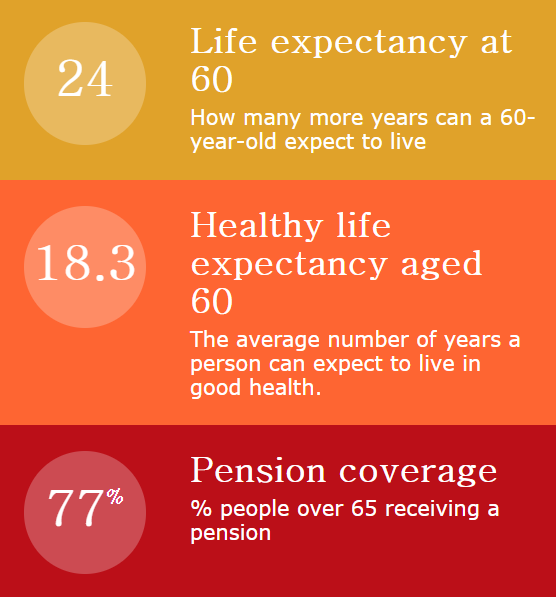 24
Life expectancy at
60
How many more years can a 60-
year-old expect to live
18.3
Healthy life
expectancy aged
60
The average number of years a
person can expect to live in
good health.
77%
Pension coverage
% people over 65 receiving a
pension